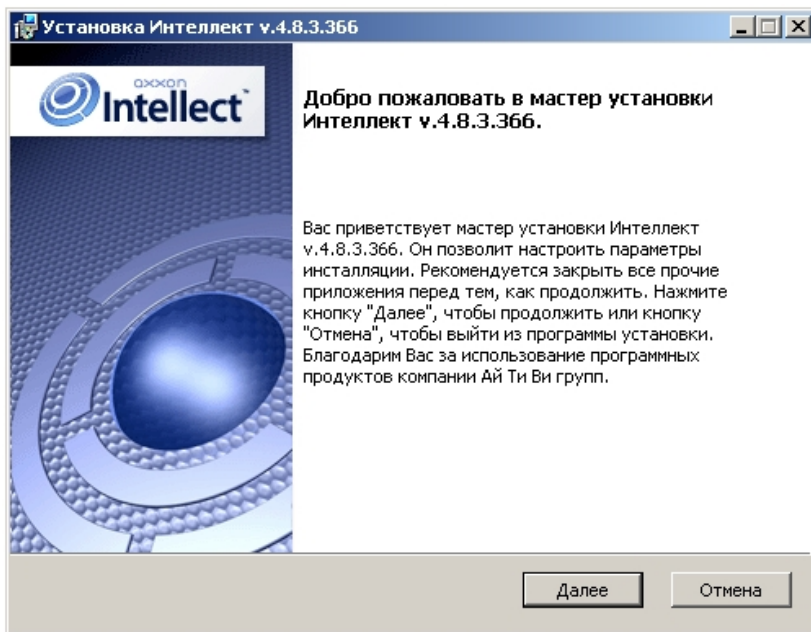 Установка Интеллект v.4.8.3.366
axxon
Intellect
Добро пожаловать в мастер установки
Интеллект v.4.8.3.366.
Вас приветствует мастер установки Интеллект
v.4.8.3.366. Он позволит настроить параметры
инсталляции. Рекомендуется закрыть все прочие
приложения перед тем, как продолжить. Нажмите
кнопку "Далее", чтобы продолжить или кнопку
"Отмена", чтобы выйти из программы установки.
Благодарим Вас за использование программных
продуктов компании Ай Ти Ви групп.
Далее
Отмена